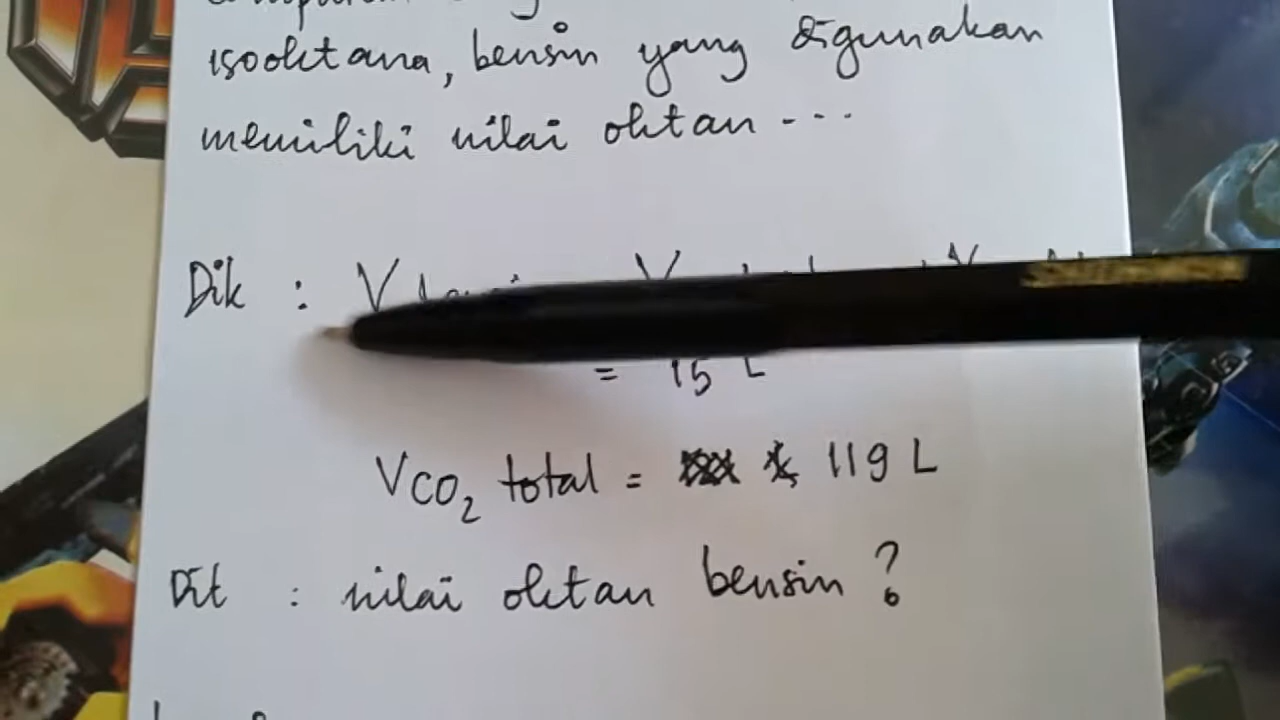 isooktana, bensin yang digunakan
memiliki nilai oktan ...
Dik : V
= 15 L
VCO₂ total = 119 L
Dit : nilai oktan bensin ?